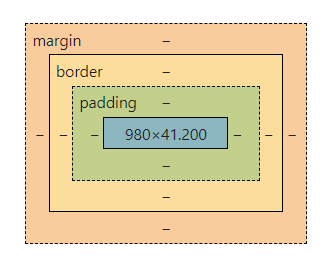 margin –
border –
padding –
– – – 980×41.200 – – –
–
–
–